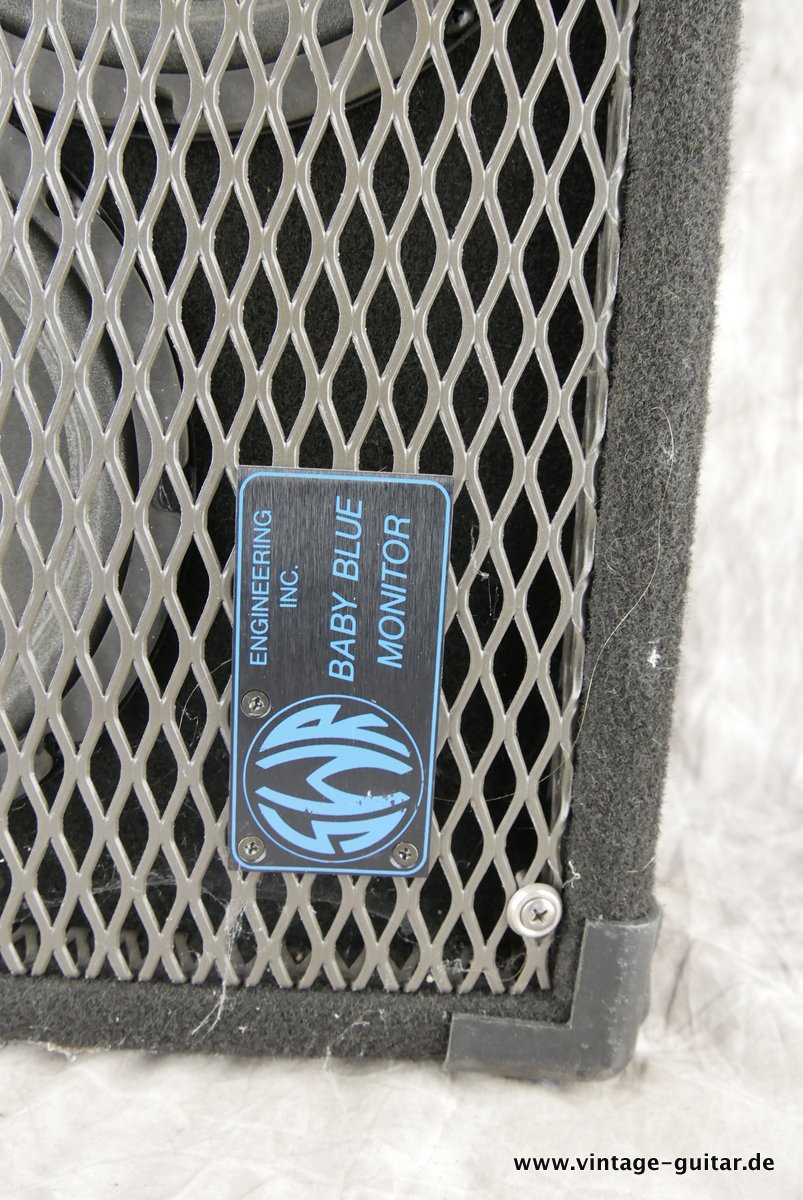 SWR
ENGINEERING
INC.
BABY BLUE
MONITOR
www.vintage-guitar.de